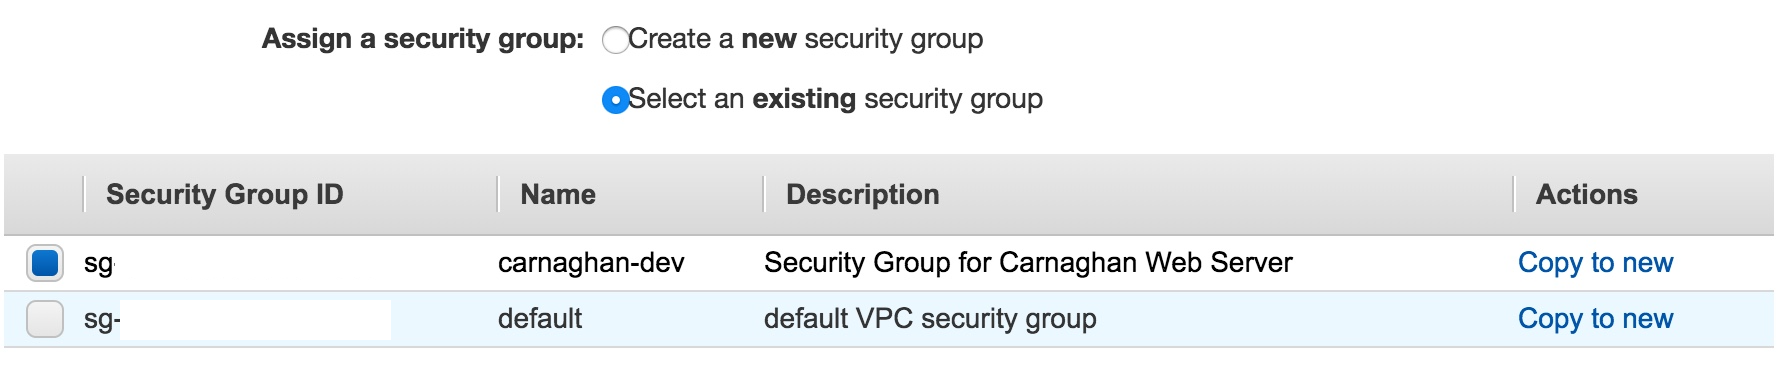 Assign a security group: Create a new security group
Select an existing security group
Security Group ID Name Description Actions
sg- carnaghan-dev Security Group for Carnaghan Web Server Copy to new
sg- default default VPC security group Copy to new